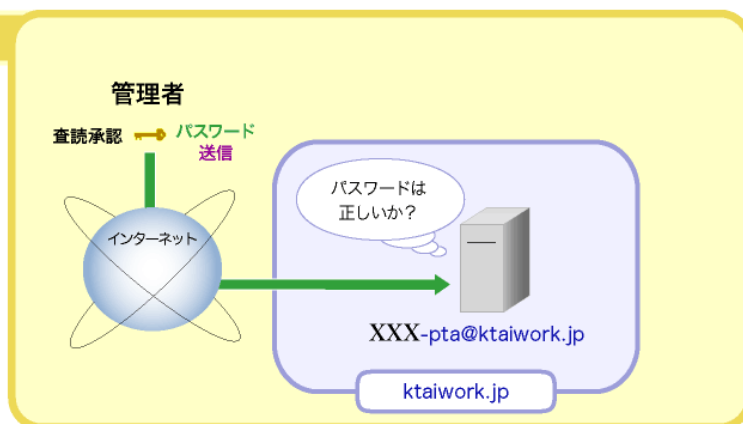 管理者
査読承認
パスワード
送信
インターネット
パスワードは
正しいか？
XXX-pta@ktaiwork.jp
ktaiwork.jp